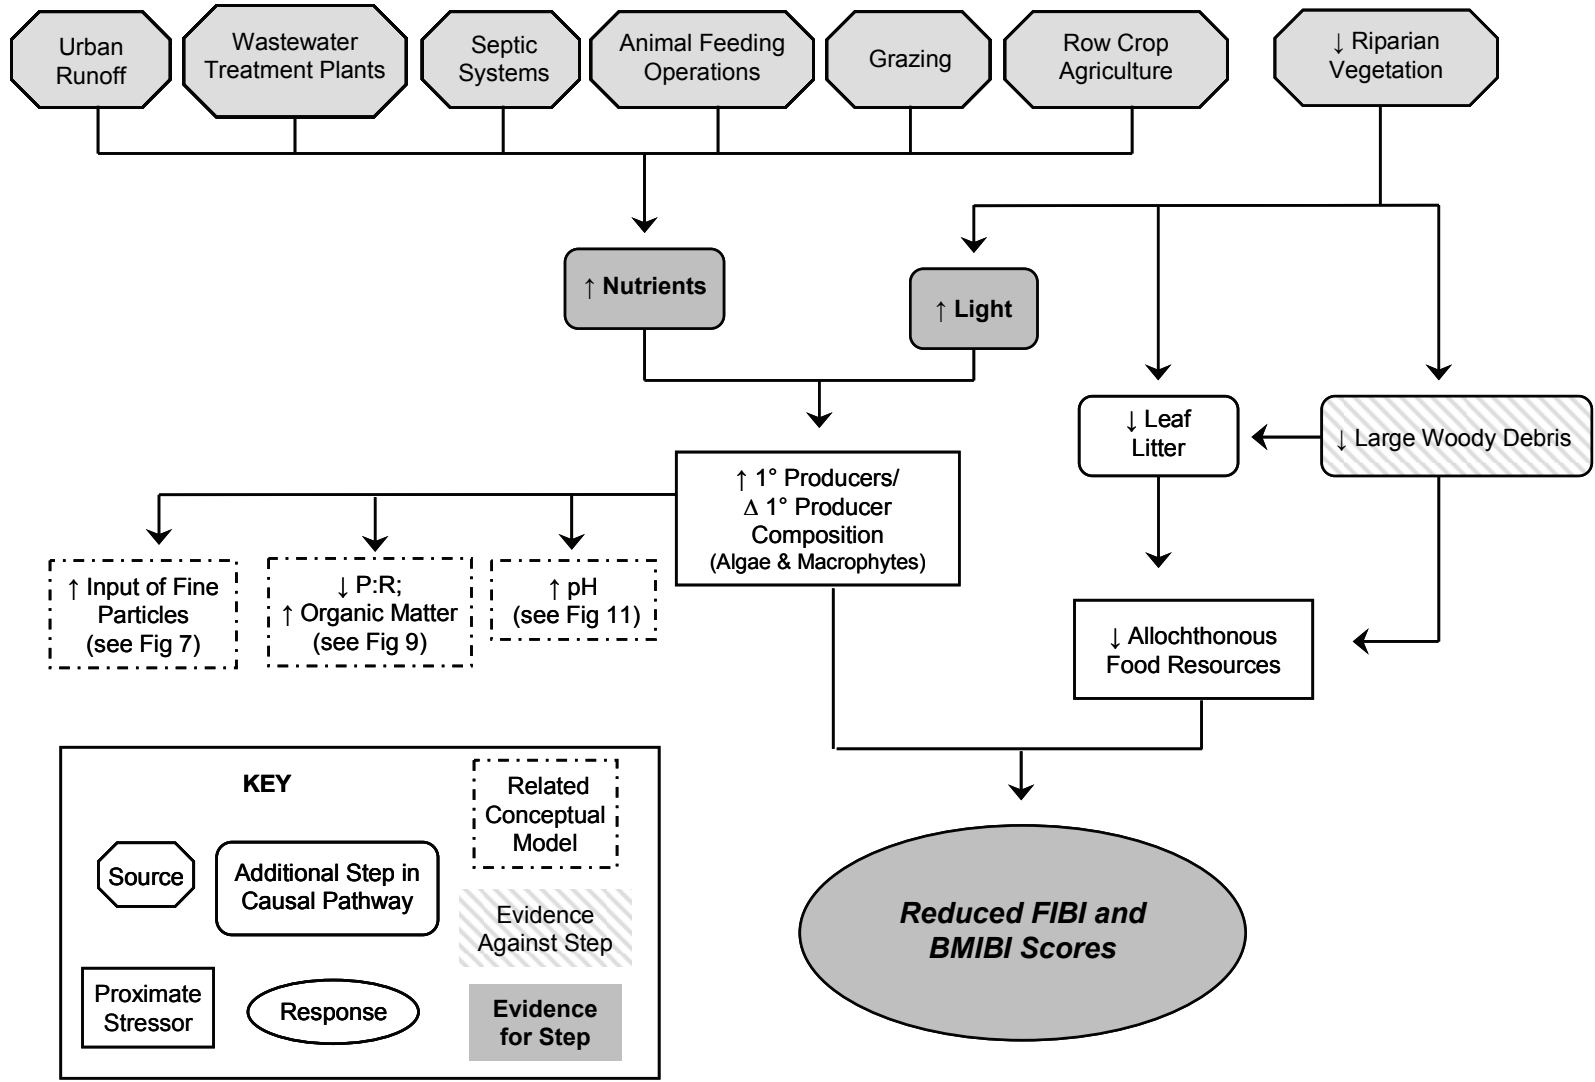 Urban
Runoff
Wastewater
Treatment Plants
Septic
Systems
Animal Feeding
Operations
Grazing
Row Crop
Agriculture
↓ Riparian
Vegetation
↑ Nutrients
↑ Light
↓ Leaf
Litter
↓ Large Woody Debris
↑ 1° Producers/
Δ 1° Producer
Composition
(Algae & Macrophytes)
↑ Input of Fine
Particles
(see Fig 7)
↓ P:R;
↑ Organic Matter
(see Fig 9)
↑ pH
(see Fig 11)
↓ Allochthonous
Food Resources
KEY
Related
Conceptual
Model
Source
Additional Step in
Causal Pathway
Evidence
Against Step
Proximate
Stressor
Response
Evidence
for Step
Reduced FIBI and
BMIBI Scores